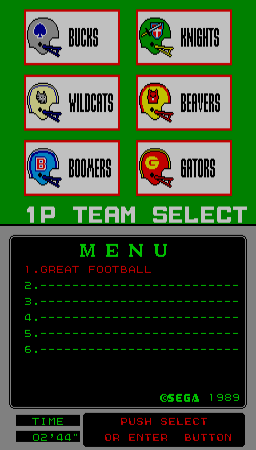 BUCKS KNIGHTS
WILDCATS BEAVERS
B BOOMERS G GATORS
1P TEAM SELECT
MENU
1.GREAT FOOTBALL
2.-------------------------
3.-------------------------
4.-------------------------
5.-------------------------
6.-------------------------
©SEGA 1989
TIME PUSH SELECT
02'44" OR ENTER BUTTON